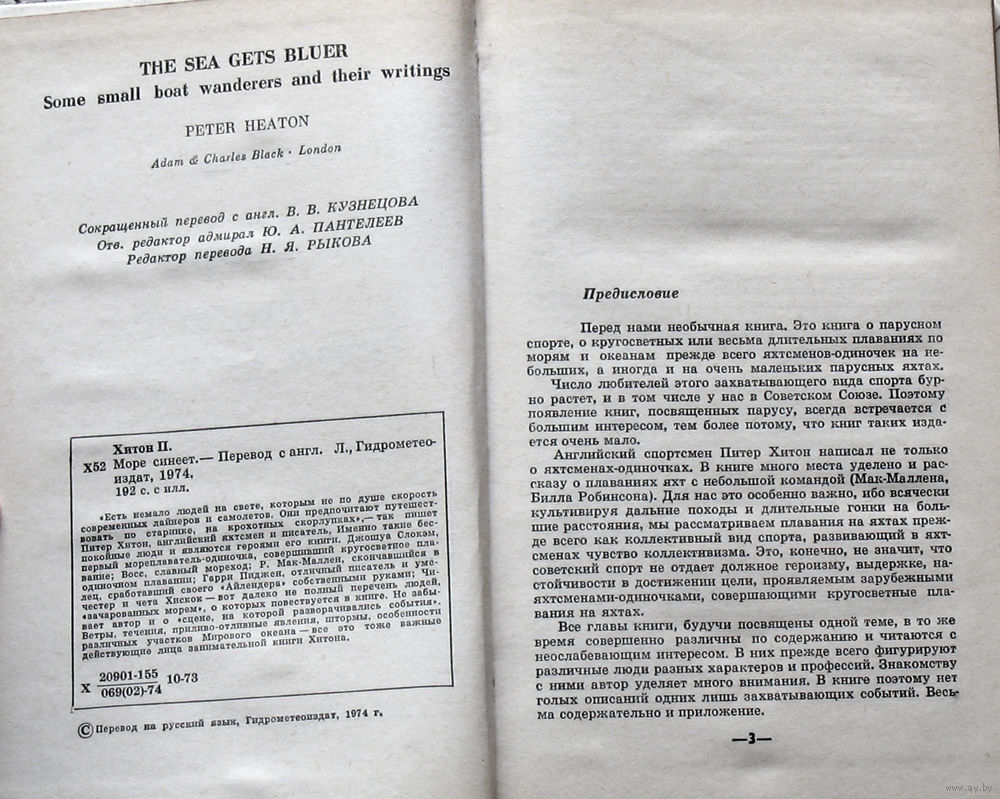 THE SEA GETS BLUER
Some small boat wanderers and their writings
PETER HEATON
Adam & Charles Black · London
Сокращенный перевод с англ. В. В. КУЗНЕЦОВА
Отв. редактор адмирал Ю. А. ПАНТЕЛЕЕВ
Редактор перевода Н. Я. РЫКОВА
Хитон П.
Х52 Море синеет.— Перевод с англ. Л., Гидрометео-
издат, 1974.
192 с. с илл.
«Есть немало людей на свете, которым не по душе скорость
современных лайнеров и самолетов. Они предпочитают путешест-
вовать по старинке, на крохотных скорлупках»,— так пишет
Питер Хитон, английский яхтсмен и писатель. Именно такие бес-
покойные люди и являются героями его книги. Джошуа Слокам,
первый мореплаватель-одиночка, совершивший кругосветное пла-
вание; Восс, славный мореход; Р. Мак-Маллен, скончавшийся в
одиночном плавании; Гарри Пиджен, отличный писатель и уме-
лец, сработавший своего «Айлендера» собственными руками; Чи-
честер и чета Хискок — вот далеко не полный перечень людей,
«зачарованных морем», о которых повествуется в книге. Не забы-
вает автор и о «сцене, на которой разворачивались события».
Ветры, течения, приливо-отливные явления, штормы, особенности
различных участков Мирового океана — все это тоже важные
действующие лица занимательной книги Хитона.
Х 20901-155
069(02)-74 10-73
© Перевод на русский язык, Гидрометеоиздат, 1974 г.
Предисловие
Перед нами необычная книга. Это книга о парусном
спорте, о кругосветных или весьма длительных плаваниях по
морям и океанам прежде всего яхтсменов-одиночек на не-
больших, а иногда и на очень маленьких парусных яхтах.
Число любителей этого захватывающего вида спорта бур-
но растет, и в том числе у нас в Советском Союзе. Поэтому
появление книг, посвященных парусу, всегда встречается с
большим интересом, тем более потому, что книг таких изда-
ется очень мало.
Английский спортсмен Питер Хитон написал не только
о яхтсменах-одиночках. В книге много места уделено и рас-
сказу о плаваниях яхт с небольшой командой (Мак-Маллена,
Билла Робинсона). Для нас это особенно важно, ибо всячески
культивируя дальние походы и длительные гонки на боль-
шие расстояния, мы рассматриваем плавания на яхтах преж-
де всего как коллективный вид спорта, развивающий в яхт-
сменах чувство коллективизма. Это, конечно, не значит, что
советский спорт не отдает должное героизму, выдержке, на-
стойчивости в достижении цели, проявляемым зарубежными
яхтсменами-одиночками, совершающими кругосветные пла-
вания на яхтах.
Все главы книги, будучи посвящены одной теме, в то же
время совершенно различны по содержанию и читаются с
неослабевающим интересом. В них прежде всего фигурируют
различные люди разных характеров и профессий. Знакомству
с ними автор уделяет много внимания. В книге поэтому нет
голых описаний одних лишь захватывающих событий. Весь-
ма содержательно и приложение.
—3—
www.ay.by